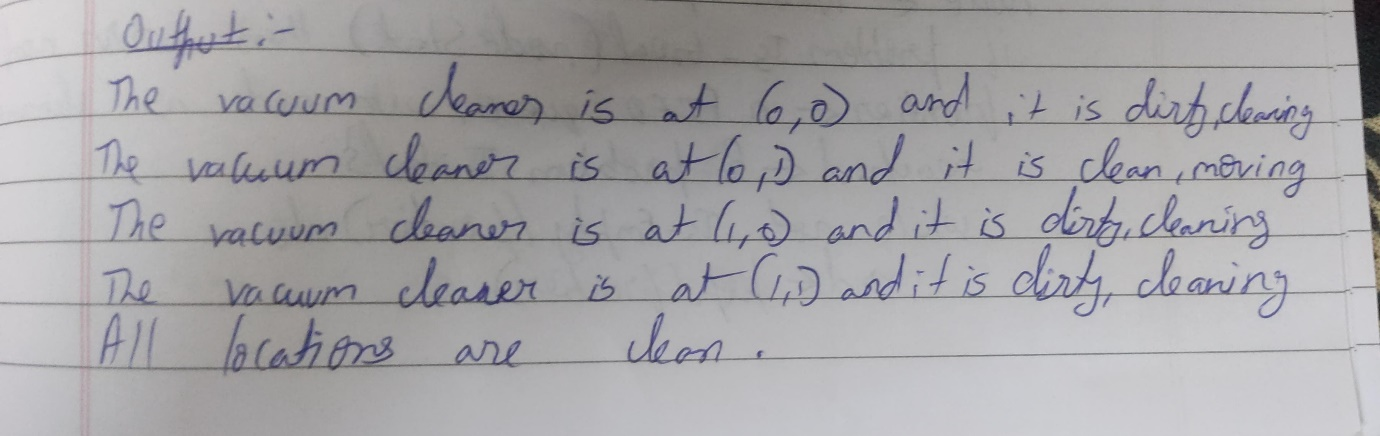 Output :-
The vacuum cleaner is at (0,0) and it is dirty, cleaning
The vacuum cleaner is at (0,1) and it is clean, moving
The vacuum cleaner is at (1,0) and it is dirty, cleaning
The vacuum cleaner is at (1,1) and it is dirty, cleaning
All locations are clean.